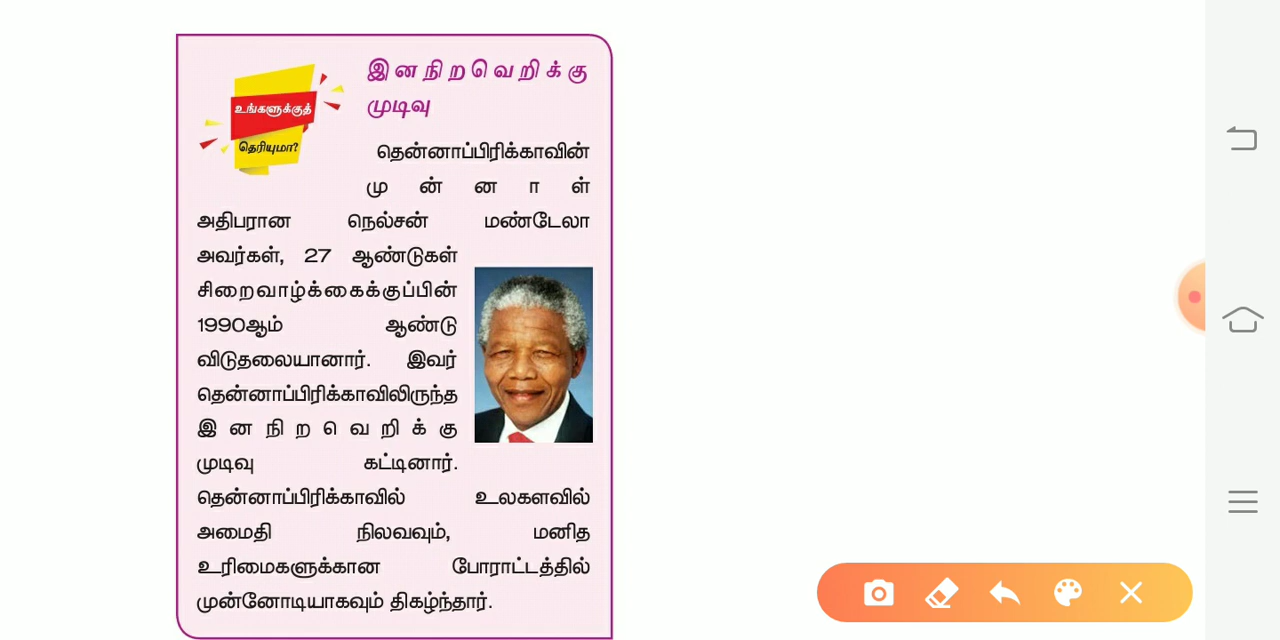 உங்களுக்குத்
தெரியுமா?
இனநிறவெறிக்கு
முடிவு
தென்னாப்பிரிக்காவின்
முன்னாள்
அதிபரான நெல்சன் மண்டேலா
அவர்கள், 27 ஆண்டுகள்
சிறைவாழ்க்கைக்குப்பின்
1990ஆம் ஆண்டு
விடுதலையானார். இவர்
தென்னாப்பிரிக்காவிலிருந்த
இனநிறவெறிக்கு
முடிவு கட்டினார்.
தென்னாப்பிரிக்காவில் உலகளவில்
அமைதி நிலவவும், மனித
உரிமைகளுக்கான போராட்டத்தில்
முன்னோடியாகவும் திகழ்ந்தார்.